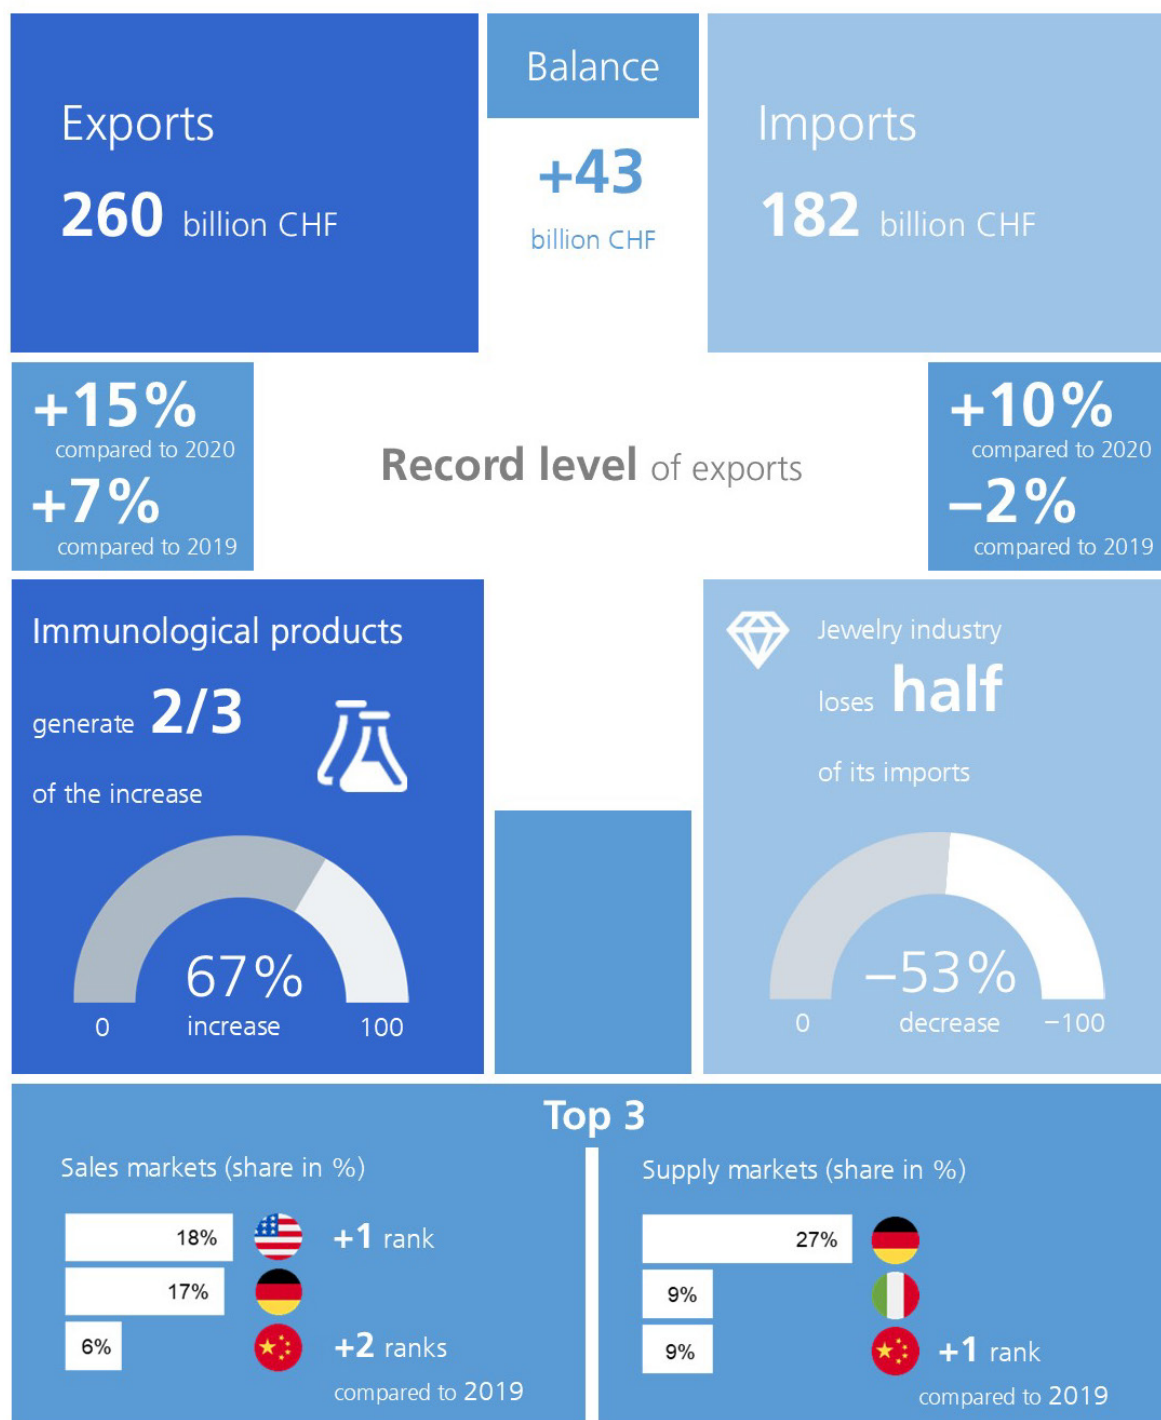 Exports
260 billion CHF
Balance
+43
billion CHF
Imports
182 billion CHF
+15%
compared to 2020
+7%
compared to 2019
Record level of exports
+10%
compared to 2020
–2%
compared to 2019
Immunological products
generate 2/3
of the increase
67%
0 increase 100
Jewelry industry
loses half
of its imports
–53%
0 decrease –100
Top 3
Sales markets (share in %)
18% +1 rank
17%
6% +2 ranks
compared to 2019
Supply markets (share in %)
27%
9%
9% +1 rank
compared to 2019